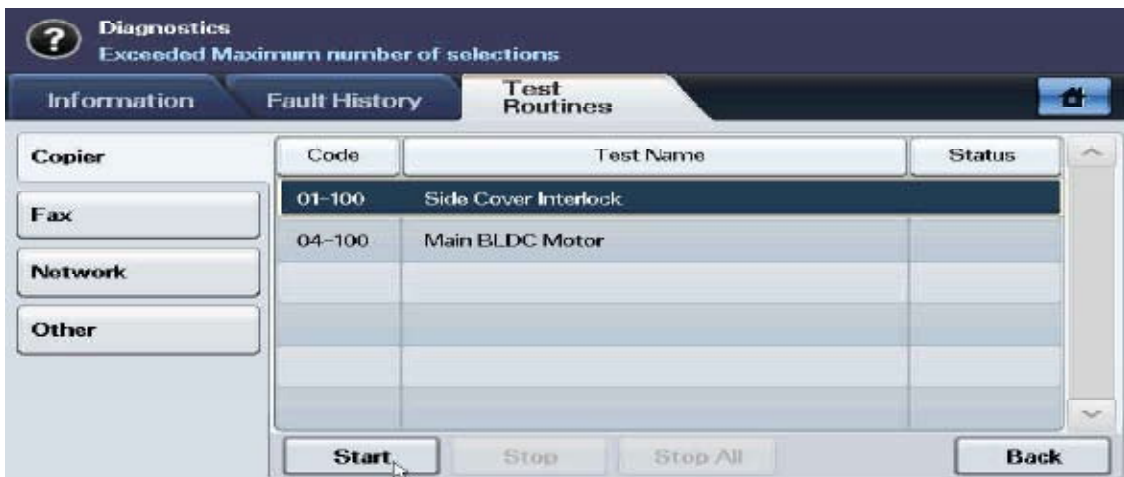 Diagnostics
Exceeded Maximum number of selections
Information
Fault History
Test
Routines
Copier
Fax
Network
Other
Code Test Name Status
01-100 Side Cover Interlock
04-100 Main BLDC Motor
Start Stop Stop All Back